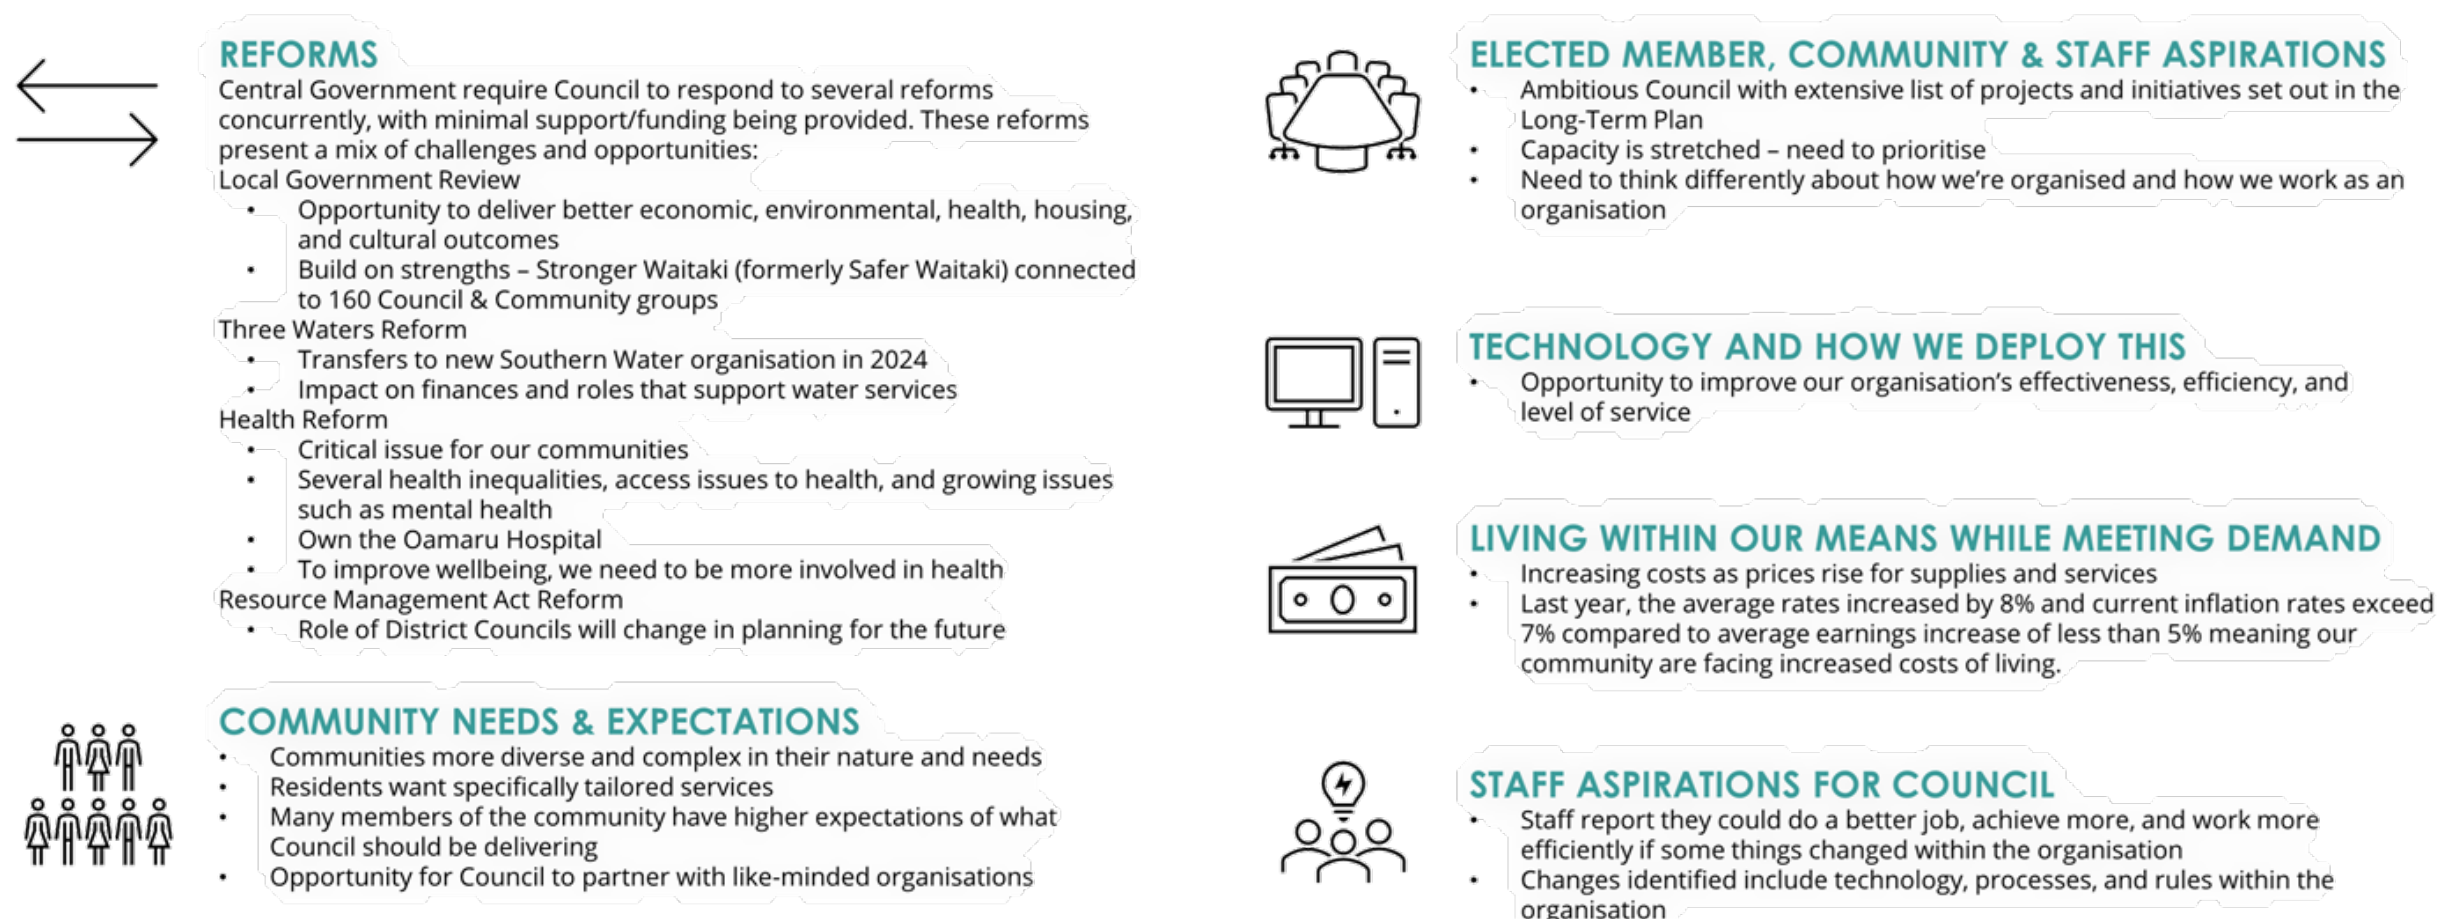 REFORMS
Central Government require Council to respond to several reforms
concurrently, with minimal support/funding being provided. These reforms
present a mix of challenges and opportunities:
Local Government Review
• Opportunity to deliver better economic, environmental, health, housing,
and cultural outcomes
• Build on strengths – Stronger Waitaki (formerly Safer Waitaki) connected
to 160 Council & Community groups
Three Waters Reform
• Transfers to new Southern Water organisation in 2024
• Impact on finances and roles that support water services
Health Reform
• Critical issue for our communities
• Several health inequalities, access issues to health, and growing issues
such as mental health
• Own the Oamaru Hospital
• To improve wellbeing, we need to be more involved in health
Resource Management Act Reform
• Role of District Councils will change in planning for the future
COMMUNITY NEEDS & EXPECTATIONS
• Communities more diverse and complex in their nature and needs
• Residents want specifically tailored services
• Many members of the community have higher expectations of what
Council should be delivering
• Opportunity for Council to partner with like-minded organisations
ELECTED MEMBER, COMMUNITY & STAFF ASPIRATIONS
• Ambitious Council with extensive list of projects and initiatives set out in the
Long-Term Plan
• Capacity is stretched – need to prioritise
• Need to think differently about how we're organised and how we work as an
organisation
TECHNOLOGY AND HOW WE DEPLOY THIS
• Opportunity to improve our organisation's effectiveness, efficiency, and
level of service
LIVING WITHIN OUR MEANS WHILE MEETING DEMAND
• Increasing costs as prices rise for supplies and services
• Last year, the average rates increased by 8% and current inflation rates exceed
7% compared to average earnings increase of less than 5% meaning our
community are facing increased costs of living.
STAFF ASPIRATIONS FOR COUNCIL
• Staff report they could do a better job, achieve more, and work more
efficiently if some things changed within the organisation
• Changes identified include technology, processes, and rules within the
organisation